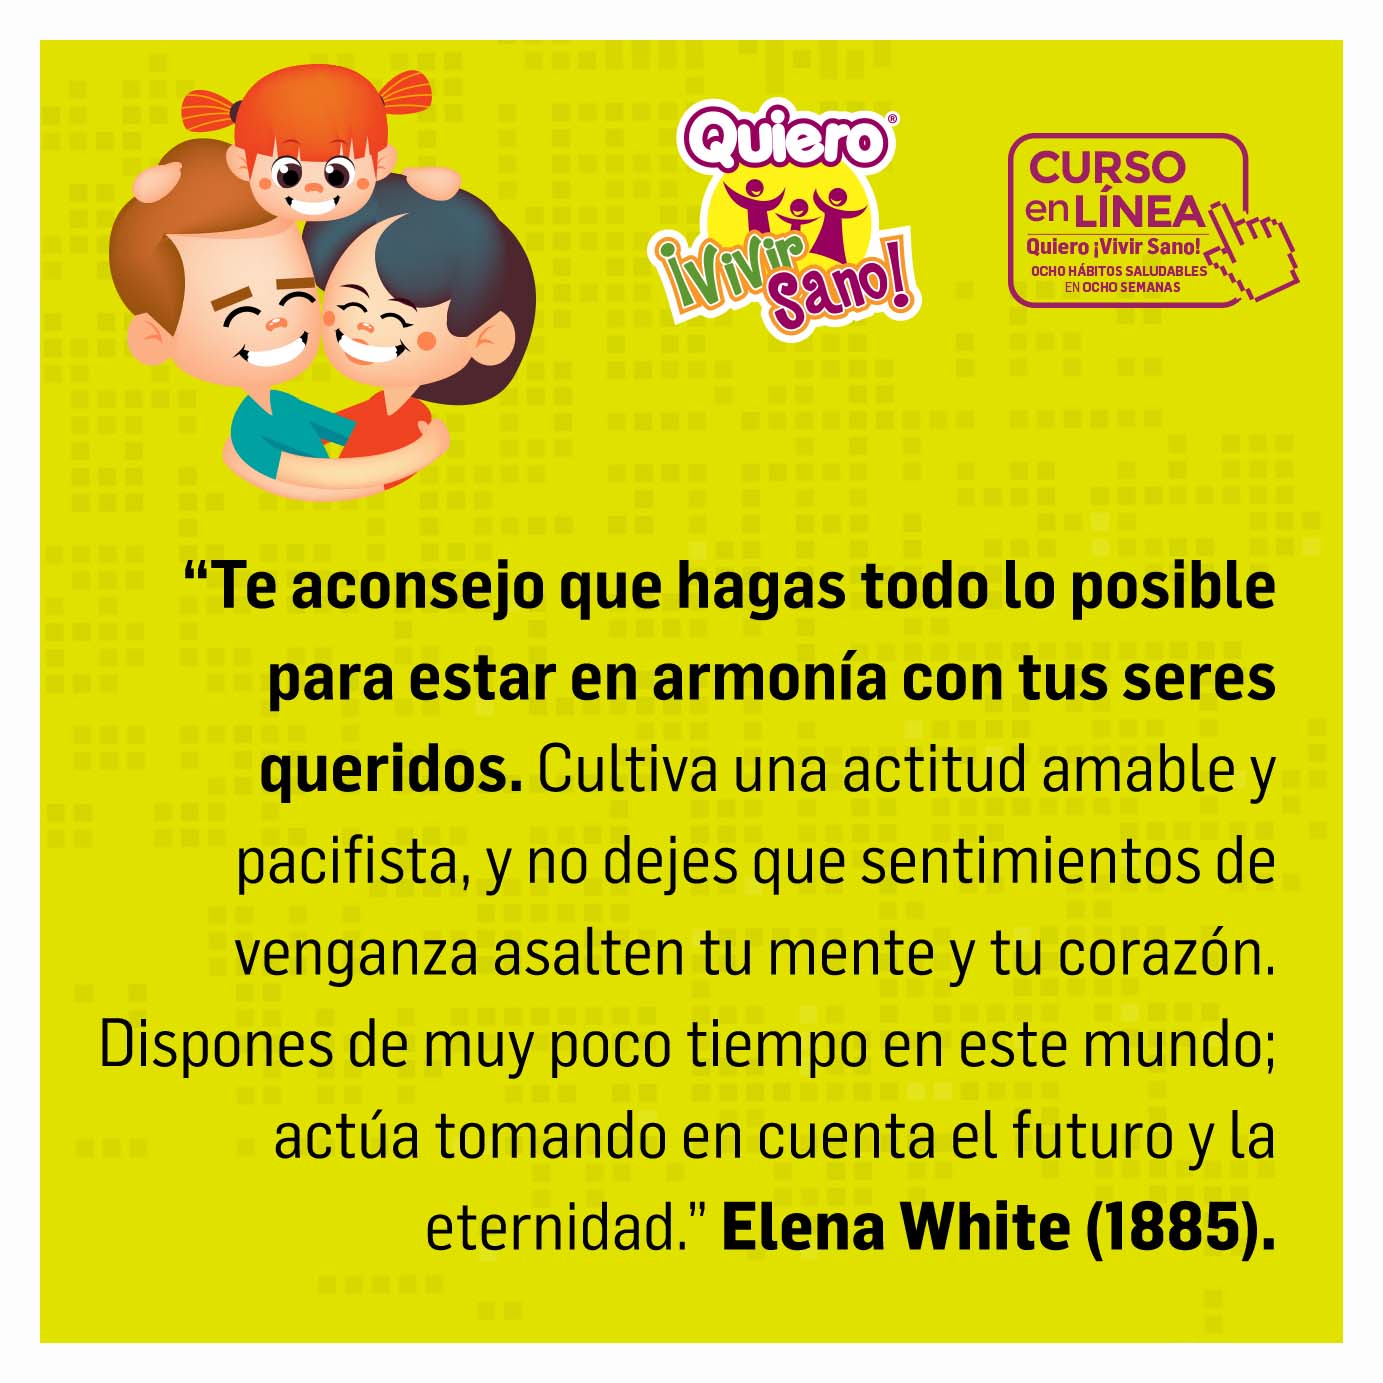 Quiero®
¡Vivir
Sano!
CURSO
en LÍNEA
Quiero ¡Vivir Sano!
OCHO HÁBITOS SALUDABLES
EN OCHO SEMANAS
“Te aconsejo que hagas todo lo posible
para estar en armonía con tus seres
queridos. Cultiva una actitud amable y
pacifista, y no dejes que sentimientos de
venganza asalten tu mente y tu corazón.
Dispones de muy poco tiempo en este mundo;
actúa tomando en cuenta el futuro y la
eternidad.” Elena White (1885).